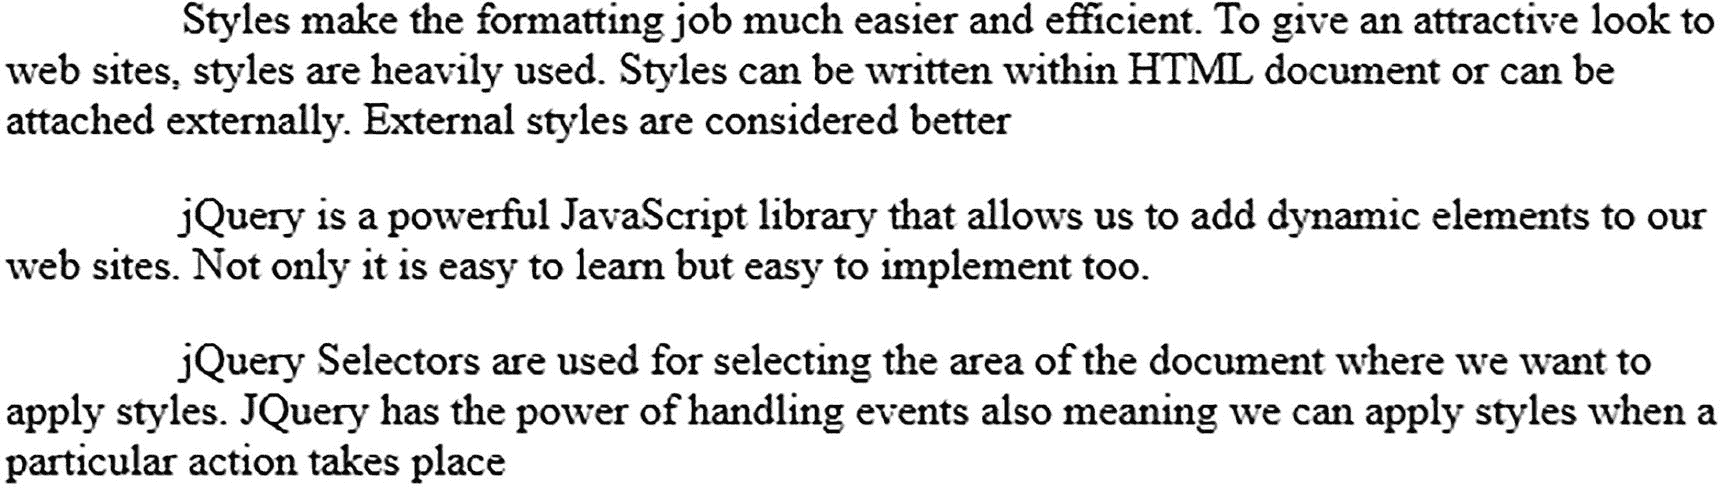 Styles make the formatting job much easier and efficient. To give an attractive look to
web sites, styles are heavily used. Styles can be written within HTML document or can be
attached externally. External styles are considered better
jQuery is a powerful JavaScript library that allows us to add dynamic elements to our
web sites. Not only it is easy to learn but easy to implement too.
jQuery Selectors are used for selecting the area of the document where we want to
apply styles. JQuery has the power of handling events also meaning we can apply styles when a
particular action takes place